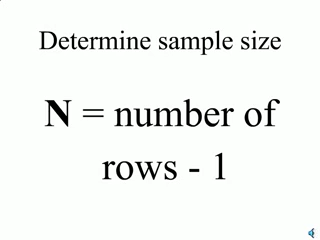 Determine sample size
N = number of
rows - 1